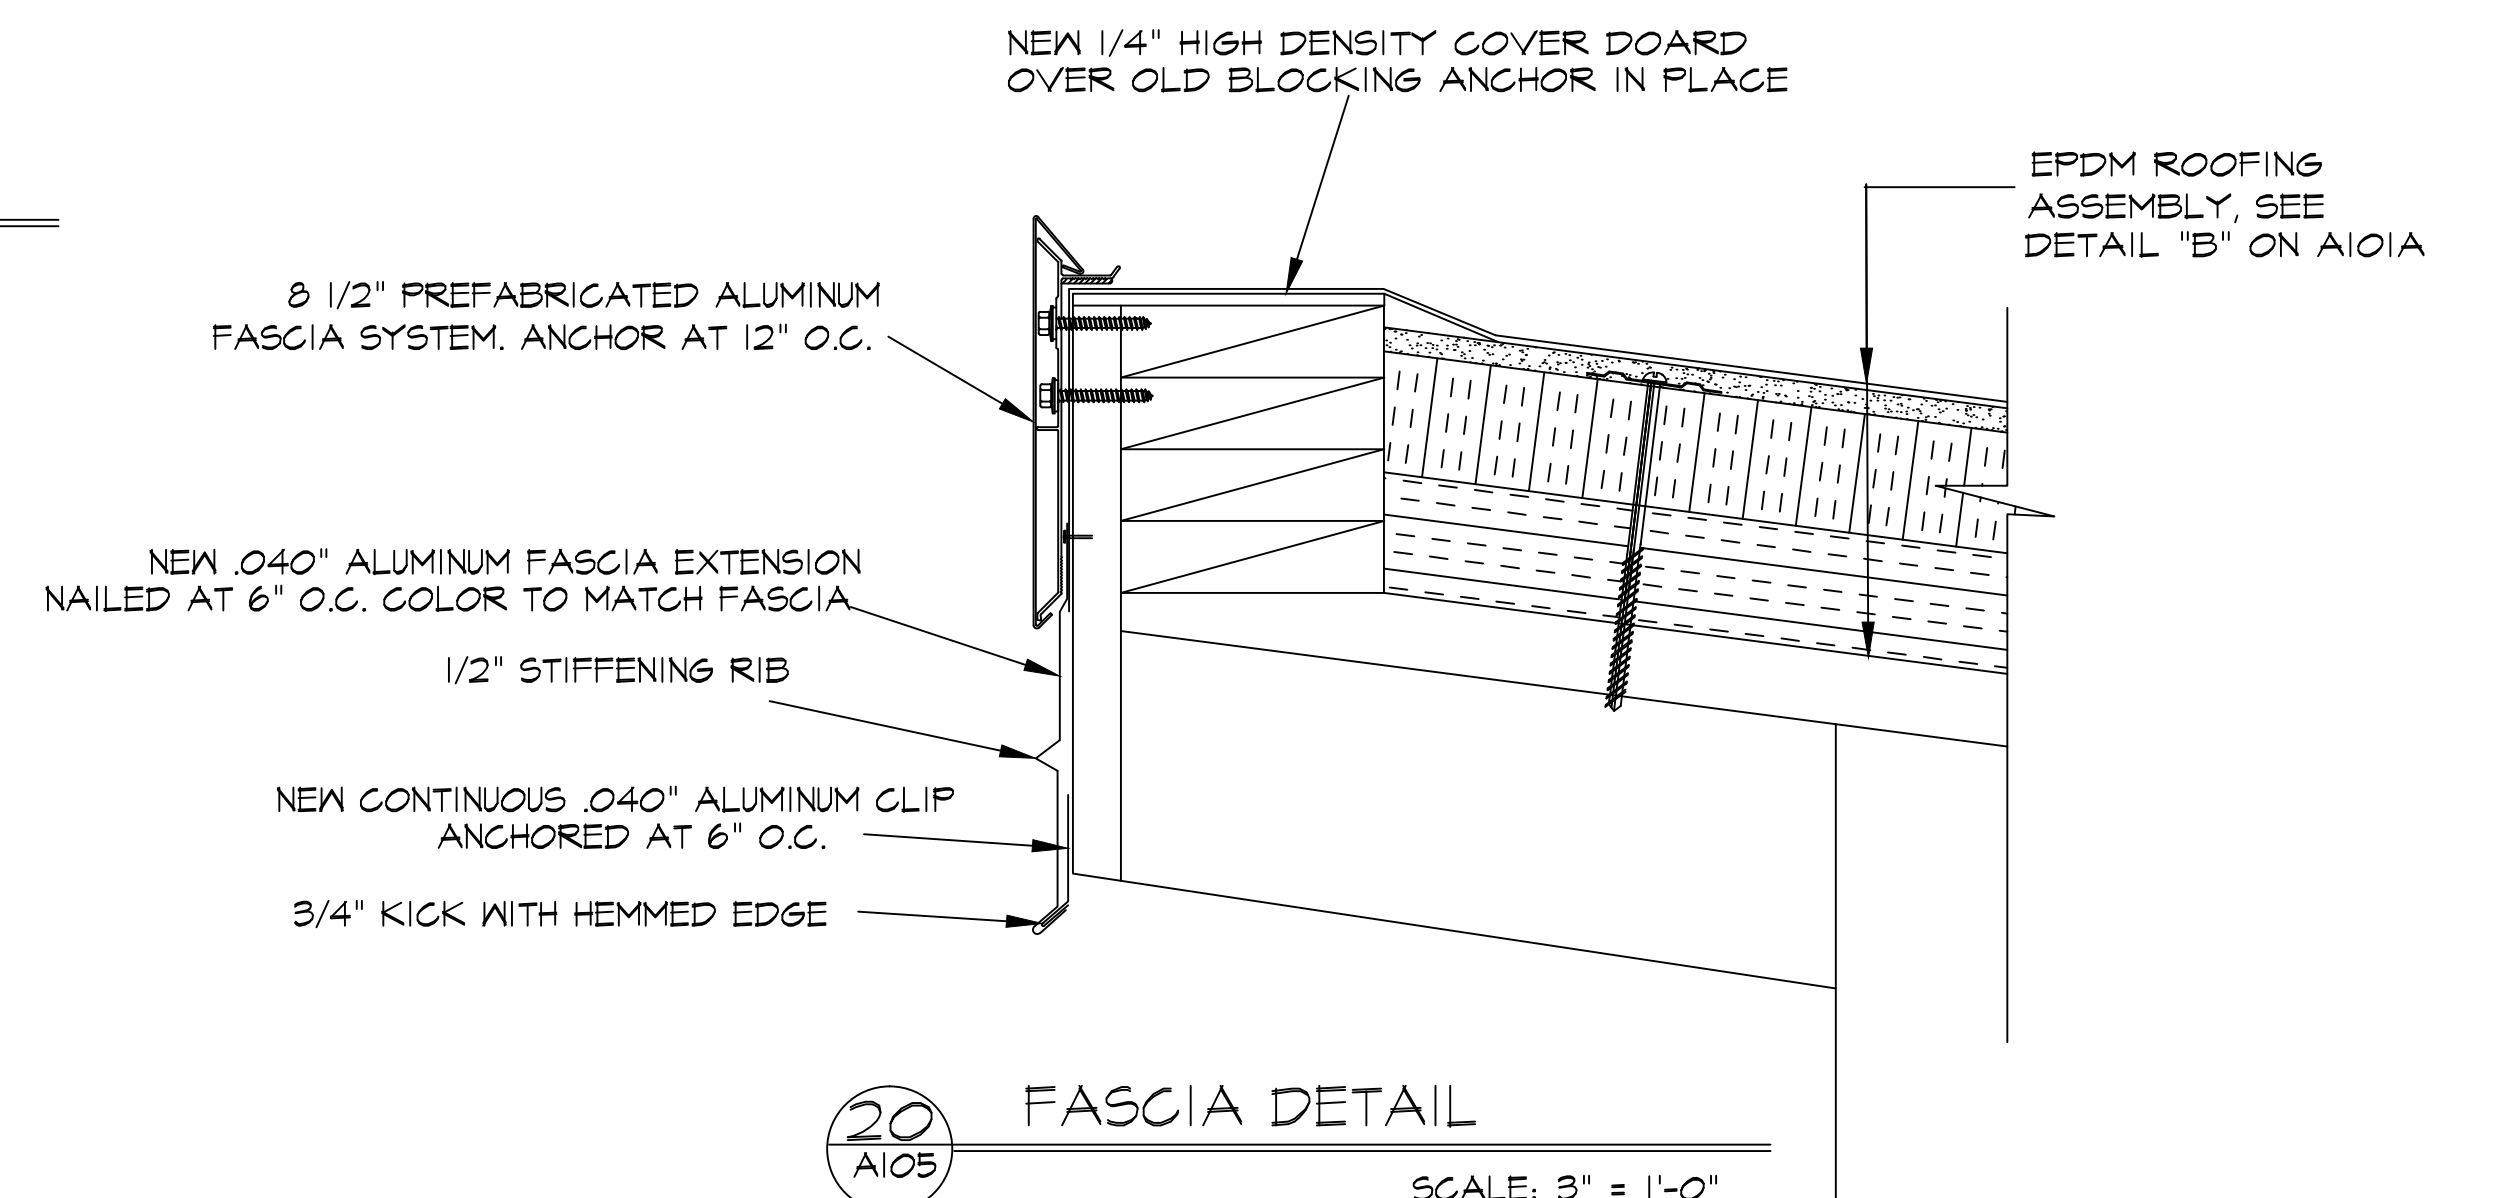 NEW 1/4" HIGH DENSITY COVER BOARD
OVER OLD BLOCKING ANCHOR IN PLACE
EPDM ROOFING
ASSEMBLY, SEE
DETAIL "B" ON A101A
8 1/2" PREFABRICATED ALUMINUM
FASCIA SYSTEM. ANCHOR AT 12" O.C.
NEW .040" ALUMINUM FASCIA EXTENSION
NAILED AT 6" O.C. COLOR TO MATCH FASCIA
1/2" STIFFENING RIB
NEW CONTINUOUS .040" ALUMINUM CLIP
ANCHORED AT 6" O.C.
3/4" KICK WITH HEMMED EDGE
20
A105
FASCIA DETAIL
SCALE: 3" = 1'-0"